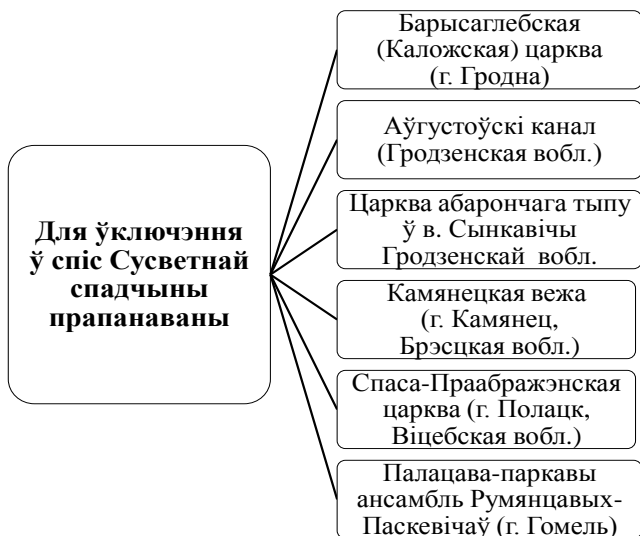 Для ўключэння
ў спіс Сусветнай
спадчыны
прапанаваны
Барысаглебская
(Каложская) царква
(г. Гродна)
Аўгустоўскі канал
(Гродзенская вобл.)
Царква абарончага тыпу
ў в. Сынкавічы
Гродзенскай вобл.
Камянецкая вежа
(г. Камянец,
Брэсцкая вобл.)
Спаса-Праабражэнская
царква (г. Полацк,
Віцебская вобл.)
Палацава-паркавы
ансамбль Румянцавых-
Паскевічаў (г. Гомель)